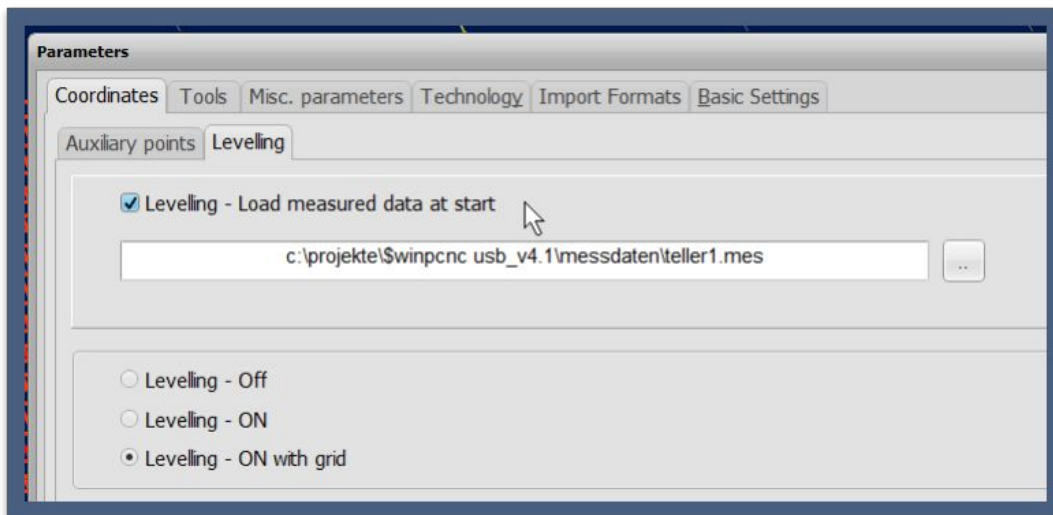 Parameters
Coordinates Tools Misc. parameters Technology Import Formats Basic Settings
Auxiliary points Levelling
Levelling - Load measured data at start
c:\projekte\$winpcnc usb_v4.1\messdaten\teller1.mes ..
Levelling - Off
Levelling - ON
Levelling - ON with grid